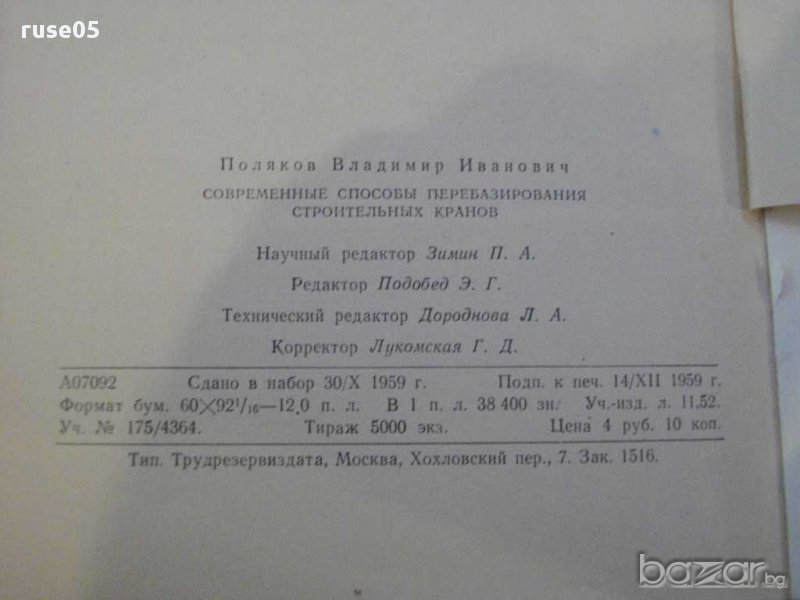 ruse05
Поляков Владимир Иванович
СОВРЕМЕННЫЕ СПОСОБЫ ПЕРЕБАЗИРОВАНИЯ
СТРОИТЕЛЬНЫХ КРАНОВ
Научный редактор Зимин П. А.
Редактор Подобед Э. Г.
Технический редактор Дороднова Л. А.
Корректор Лукомская Г. Д.
А07092 Сдано в набор 30/X 1959 г. Подп. к печ. 14/XII 1959 г.
Формат бум. 60×92¹/₁₆—12,0 п. л. В 1 п. л. 38 400 зн. Уч.-изд. л. 11,52.
Уч. № 175/4364. Тираж 5000 экз. Цена 4 руб. 10 коп.
Тип. Трудрезервиздата, Москва, Хохловский пер., 7. Зак. 1516.
bazar.bg